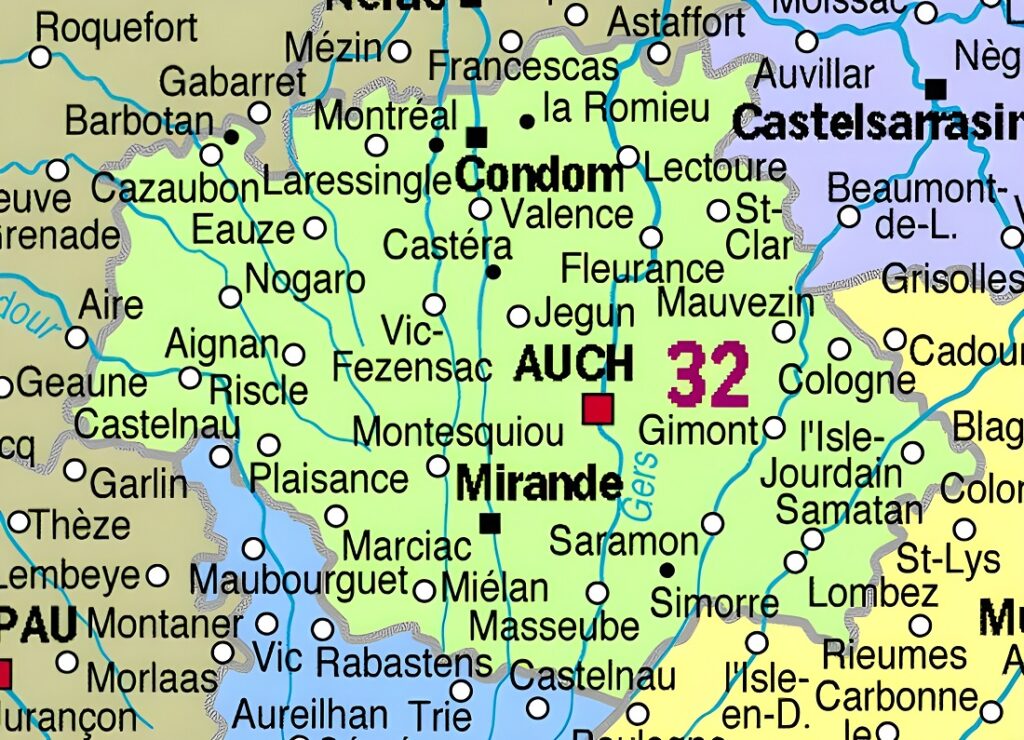 Roquefort
Nérac
Astaffort
Moissac
Mézin
Francescas
Auvillar
Nèg
Gabarret
Montréal
la Romieu
Castelsarrasin
Barbotan
Condom
Lectoure
Cazaubon
Laressingle
Beaumont-
de-L.
euve
Grenade
Eauze
Valence
St-
Clar
Castéra
Fleurance
Grisolles
Nogaro
Mauvezin
Aire
dour
Jegun
Vic-
Fezensac
Aignan
AUCH
32
Cadour
Geaune
Riscle
Cologne
Castelnau
Montesquiou
Gimont
l'Isle-
Jourdain
Blag
cq
Garlin
Plaisance
Mirande
Gers
Samatan
Color
Thèze
Marciac
Saramon
St-Lys
Lembeye
Maubourguet
Miélan
Simorre
Lombez
PAU
Montaner
Masseube
Mu
Morlaas
Vic
Rabastens
Castelnau
l'Isle-
en-D.
Rieumes
A
Carbonne
Jurançon
Aureilhan
Trie
le